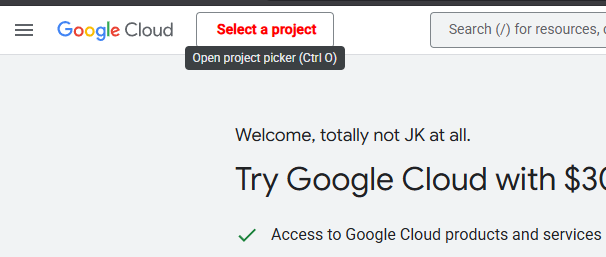 Google Cloud
Select a project
Search (/) for resources,
Open project picker (Ctrl O)
Welcome, totally not JK at all.
Try Google Cloud with $30
Access to Google Cloud products and services